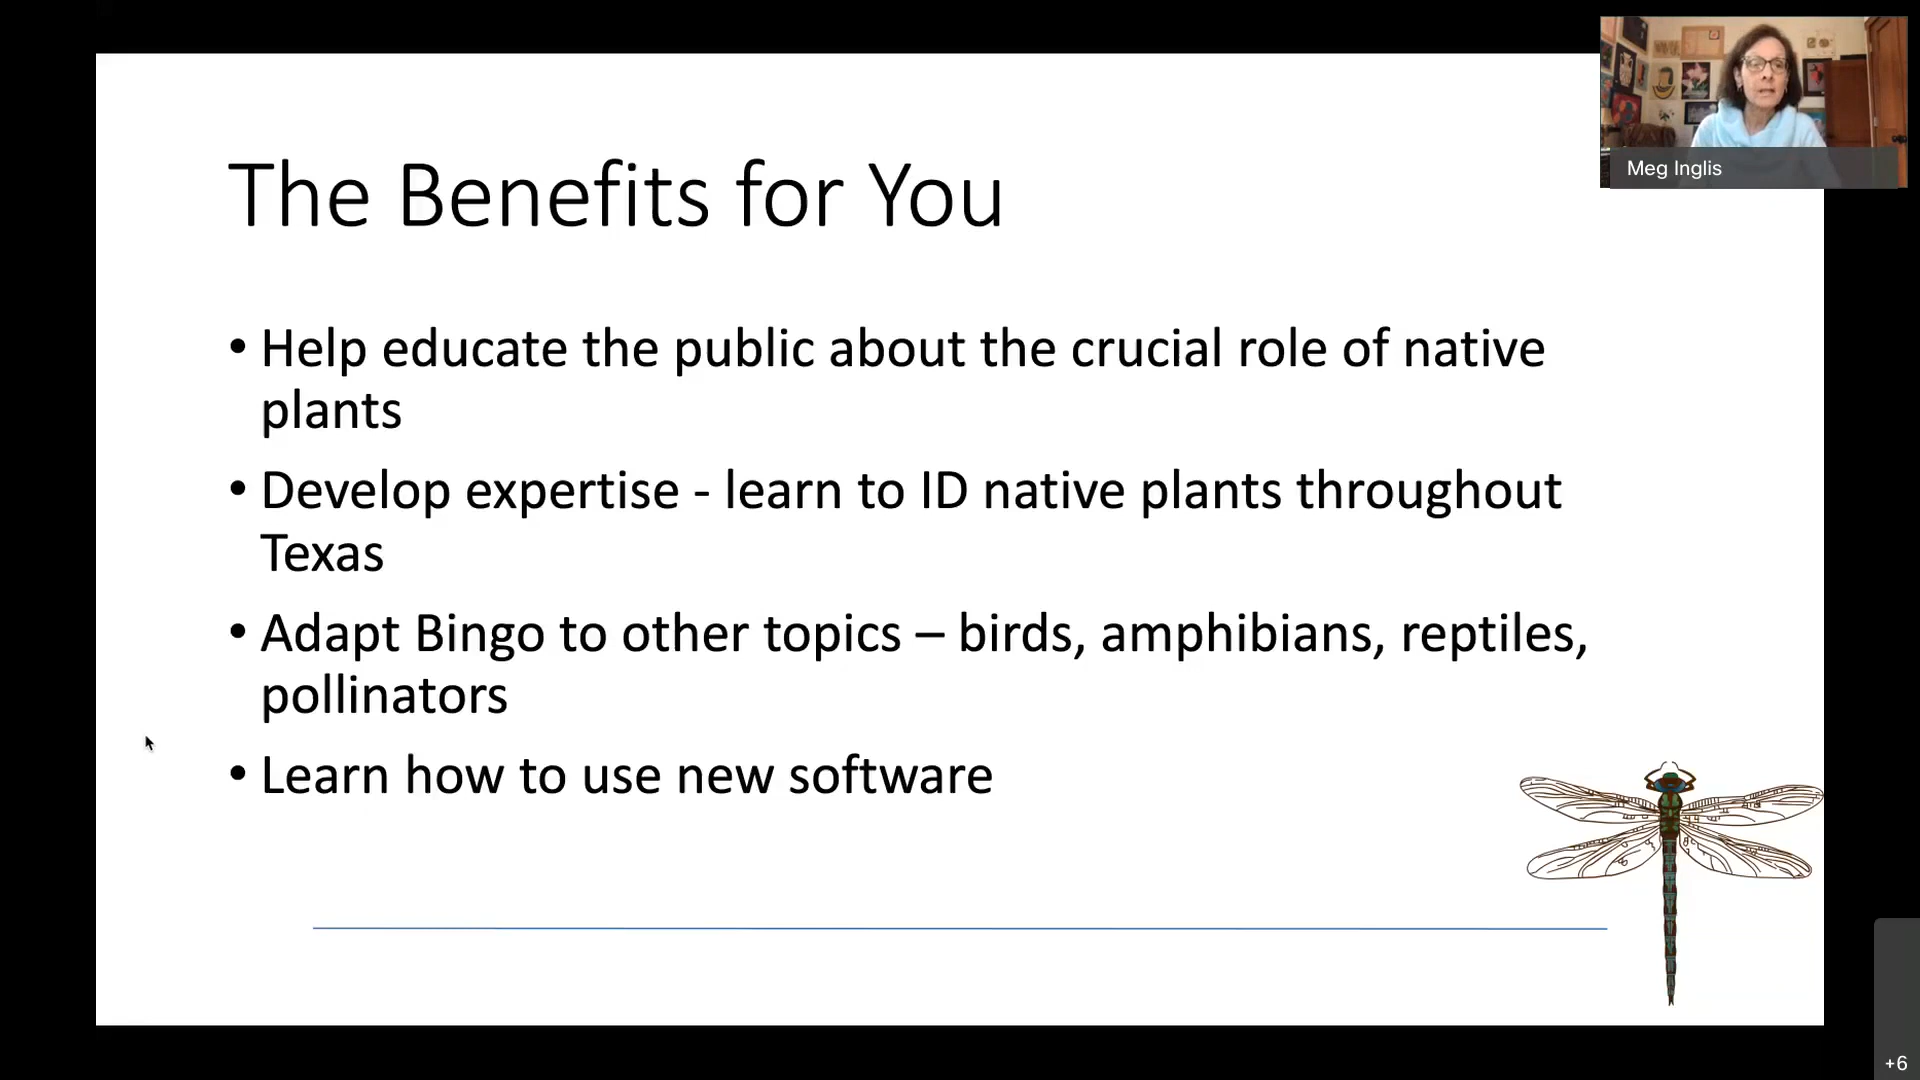 Meg Inglis
The Benefits for You
• Help educate the public about the crucial role of native
plants
• Develop expertise - learn to ID native plants throughout
Texas
• Adapt Bingo to other topics – birds, amphibians, reptiles,
pollinators
• Learn how to use new software
+6